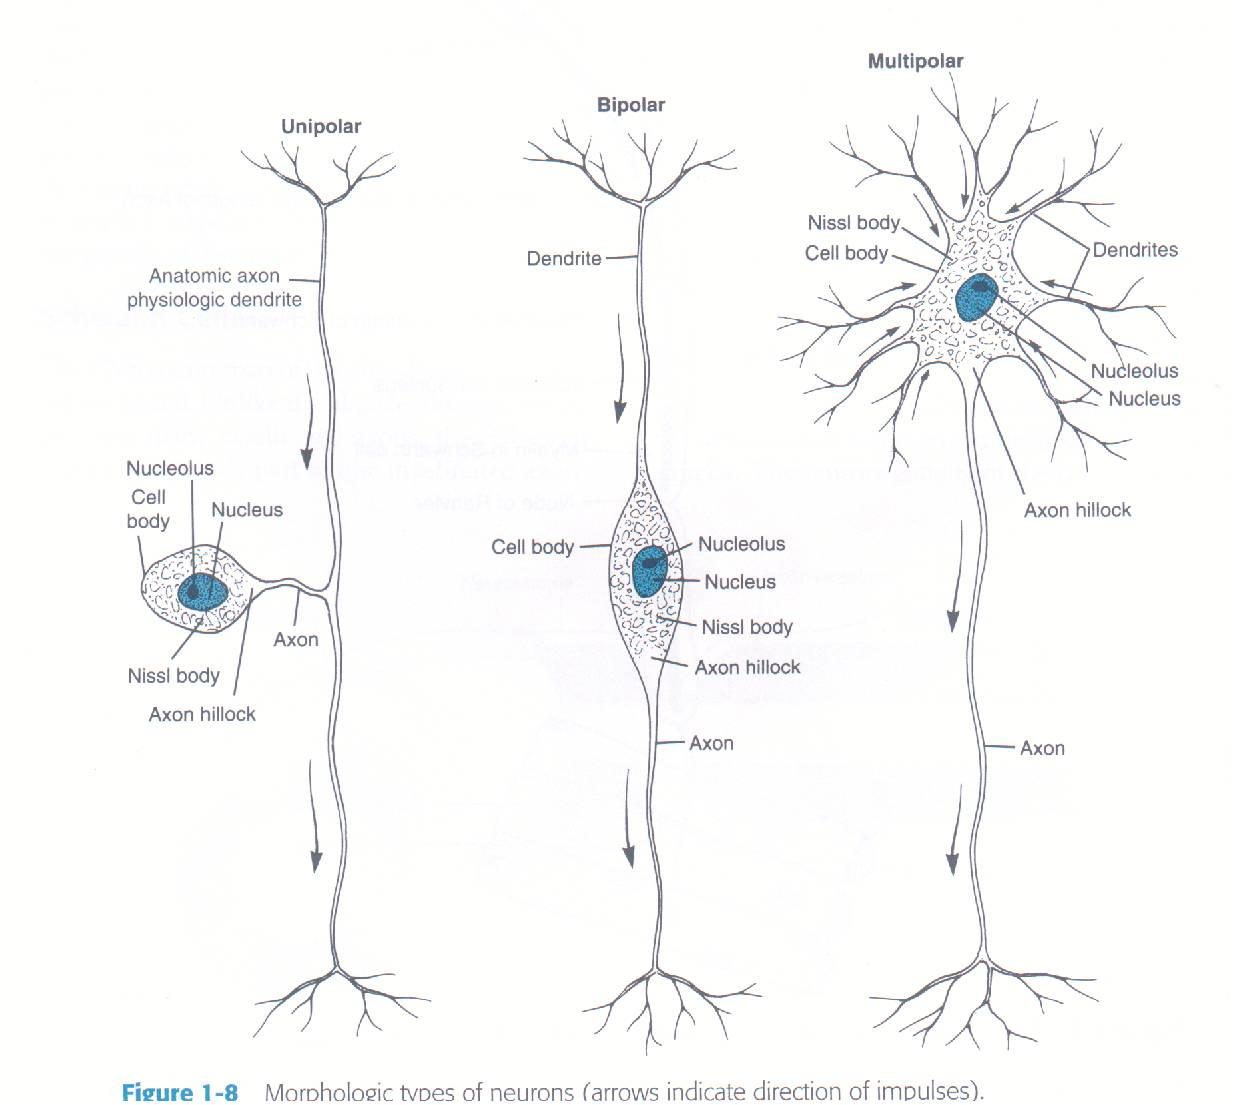 Multipolar
Bipolar
Unipolar
Anatomic axon
physiologic dendrite
Nucleolus
Cell
body
Nucleus
Axon
Nissl body
Axon hillock
Dendrite
Cell body
Nucleolus
Nucleus
Nissl body
Axon hillock
Axon
Nissl body
Cell body
Dendrites
Nucleolus
Nucleus
Axon hillock
Axon
Figure 1-8 Morphologic types of neurons (arrows indicate direction of impulses).